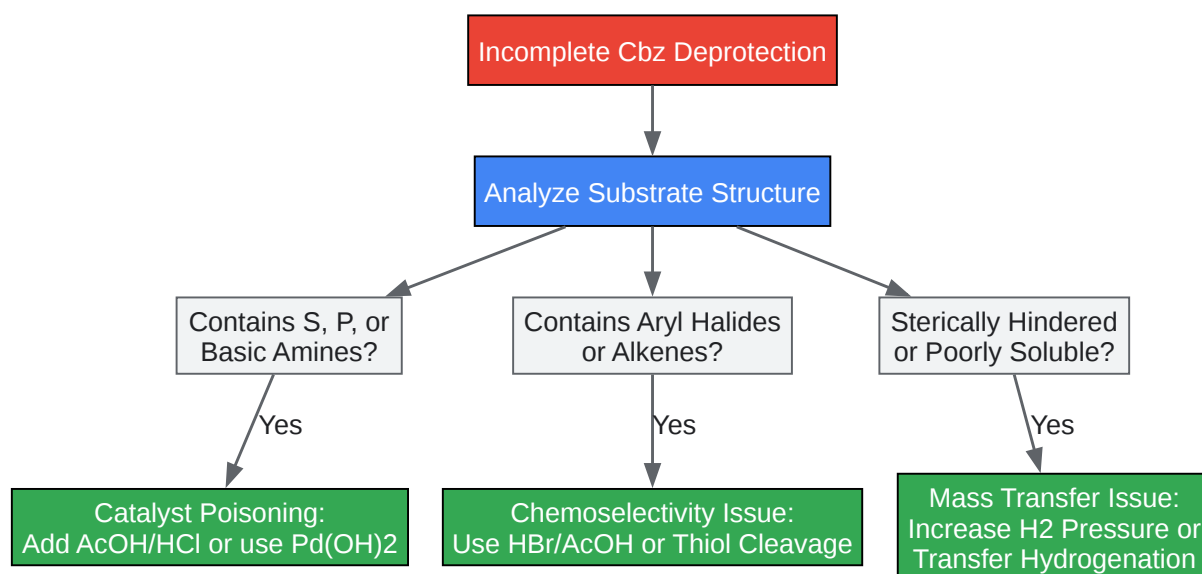 Incomplete Cbz Deprotection
Analyze Substrate Structure
Contains S, P, or
Basic Amines?
Contains Aryl Halides
or Alkenes?
Sterically Hindered
or Poorly Soluble?
Yes
Yes
Yes
Catalyst Poisoning:
Add AcOH/HCl or use Pd(OH)2
Chemoselectivity Issue:
Use HBr/AcOH or Thiol Cleavage
Mass Transfer Issue:
Increase H2 Pressure or
Transfer Hydrogenation